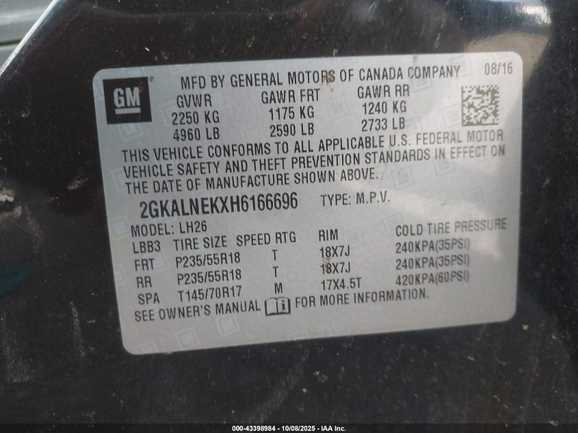 GM
MFD BY GENERAL MOTORS OF CANADA COMPANY 08/16
GVWR GAWR FRT GAWR RR
2250 KG 1175 KG 1240 KG
4960 LB 2590 LB 2733 LB
THIS VEHICLE CONFORMS TO ALL APPLICABLE U.S. FEDERAL MOTOR
VEHICLE SAFETY AND THEFT PREVENTION STANDARDS IN EFFECT ON
THE DATE OF MANUFACTURE SHOWN ABOVE.
2GKALNEKXH6166696 TYPE: M.P.V.
MODEL: LH26
LBB3 TIRE SIZE SPEED RTG RIM COLD TIRE PRESSURE
FRT P235/55R18 T 18X7J 240KPA(35PSI)
RR P235/55R18 T 18X7J 240KPA(35PSI)
SPA T145/70R17 M 17X4.5T 420KPA(60PSI)
SEE OWNER'S MANUAL FOR MORE INFORMATION.
000-43398984 | 10/08/2025 - IAA Inc.